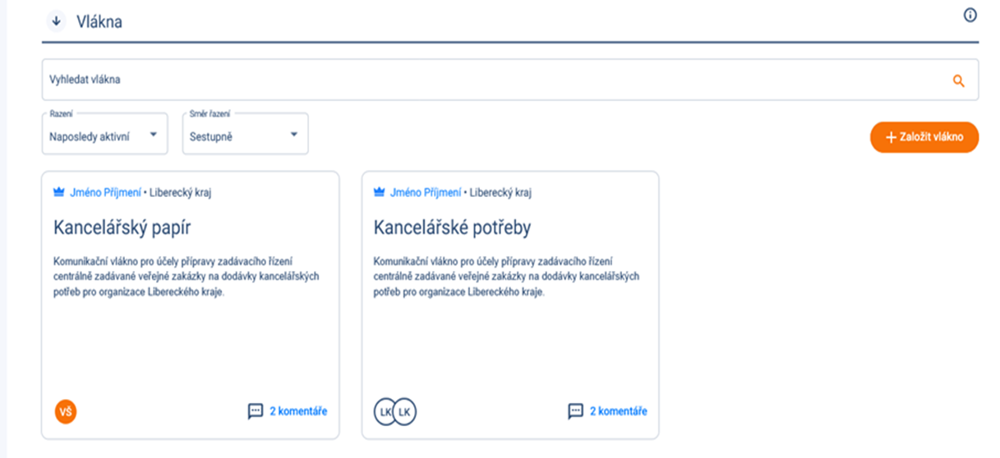 Vlákna
Vyhledat vlákna
Razení
Směr řazení
Naposledy aktivní
Sestupně
Založit vlákno
Jméno Příjmení • Liberecký kraj
Kancelářský papír
Komunikační vlákno pro účely přípravy zadávacího řízení
centrálně zadávané veřejné zakázky na dodávky kancelářských
potřeb pro organizace Libereckého kraje.
VŠ
2 komentáře
Jméno Příjmení • Liberecký kraj
Kancelářské potřeby
Komunikační vlákno pro účely přípravy zadávacího řízení
centrálně zadávané veřejné zakázky na dodávky kancelářských
potřeb pro organizace Libereckého kraje.
LK LK
2 komentáře